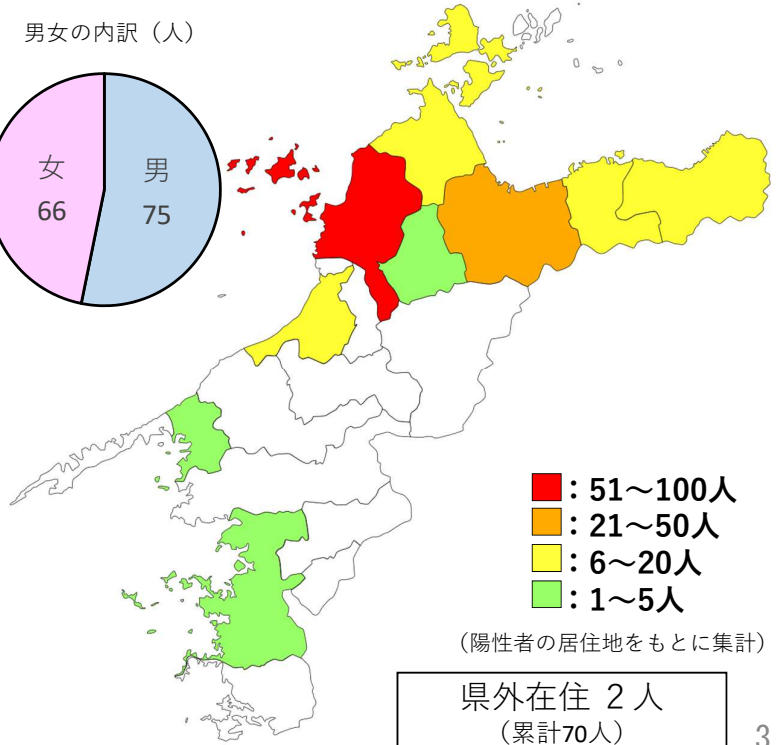 男女の内訳（人）
女
66
男
75
：51～100人
：21～50人
：6～20人
：1～5人
（陽性者の居住地をもとに集計）
県外在住 2人
（累計70人）
3